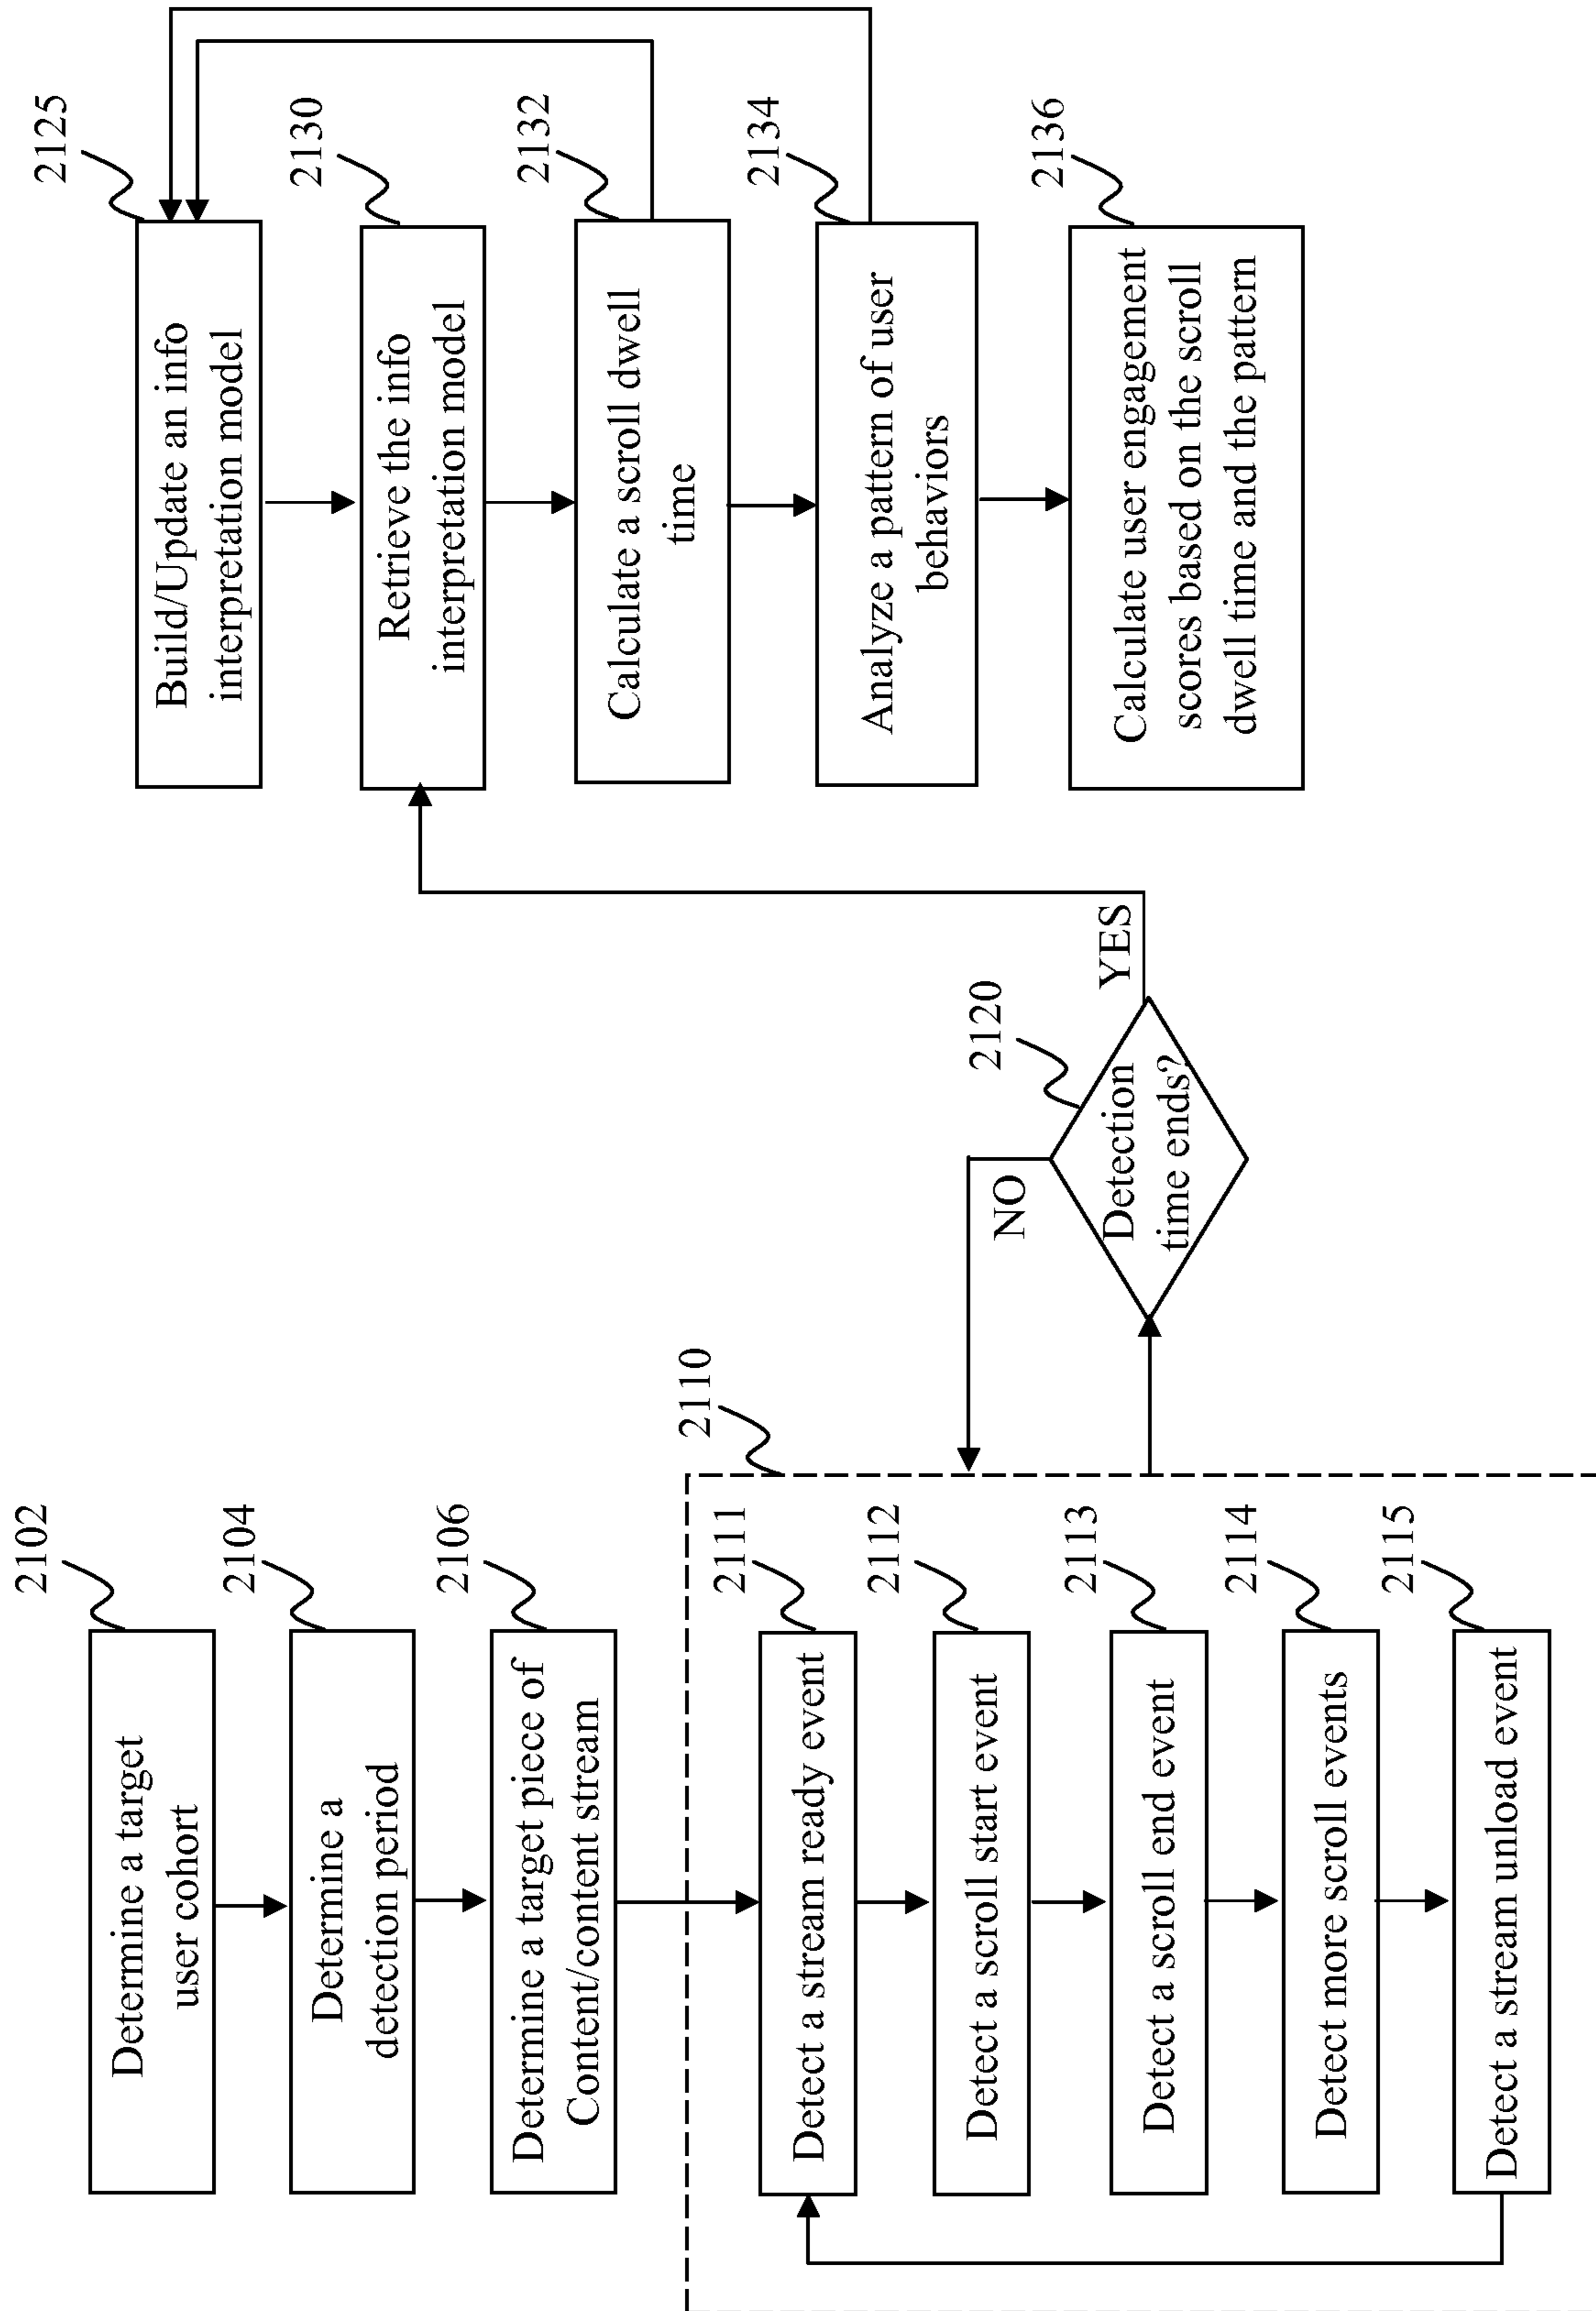 2102
Determine a target
user cohort
2104
Determine a
detection period
2106
Determine a target piece of
Content/content stream
2110
2111
Detect a stream ready event
2112
Detect a scroll start event
2113
Detect a scroll end event
2114
Detect more scroll events
2115
Detect a stream unload event
NO
2120
Detection
time ends?
YES
2125
Build/Update an info
interpretation model
2130
Retrieve the info
interpretation model
2132
Calculate a scroll dwell
time
2134
Analyze a pattern of user
behaviors
2136
Calculate user engagement
scores based on the scroll
dwell time and the pattern